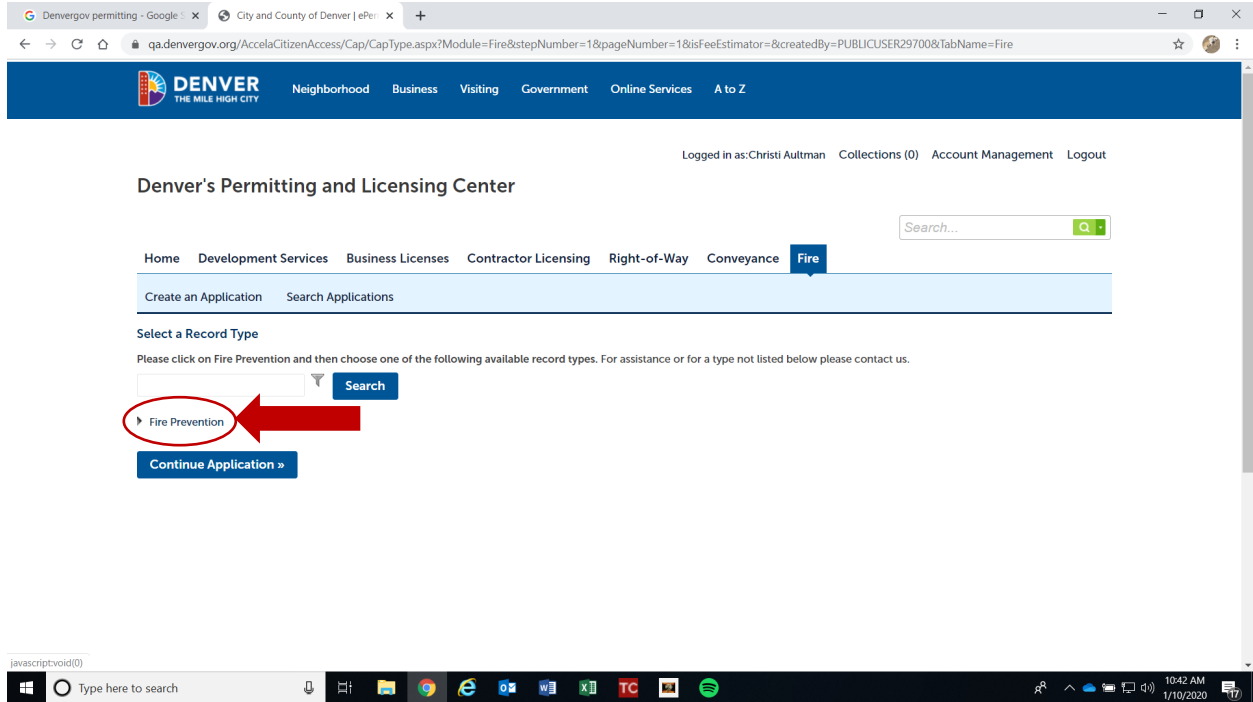 Denvergov permitting - Google S
City and County of Denver | ePer
qa.denvergov.org/AccelaCitizenAccess/Cap/CapType.aspx?Module=Fire&stepNumber=1&pageNumber=1&isFeeEstimator=&createdBy=PUBLICUSER29700&TabName=Fire
DENVER
THE MILE HIGH CITY
Neighborhood Business Visiting Government Online Services A to Z
Logged in as:Christi Aultman Collections (0) Account Management Logout
Denver's Permitting and Licensing Center
Search...
Home Development Services Business Licenses Contractor Licensing Right-of-Way Conveyance Fire
Create an Application Search Applications
Select a Record Type
Please click on Fire Prevention and then choose one of the following available record types. For assistance or for a type not listed below please contact us.
Search
Fire Prevention
Continue Application »
javascript:void(0)
Type here to search
TC
10:42 AM
1/10/2020
17